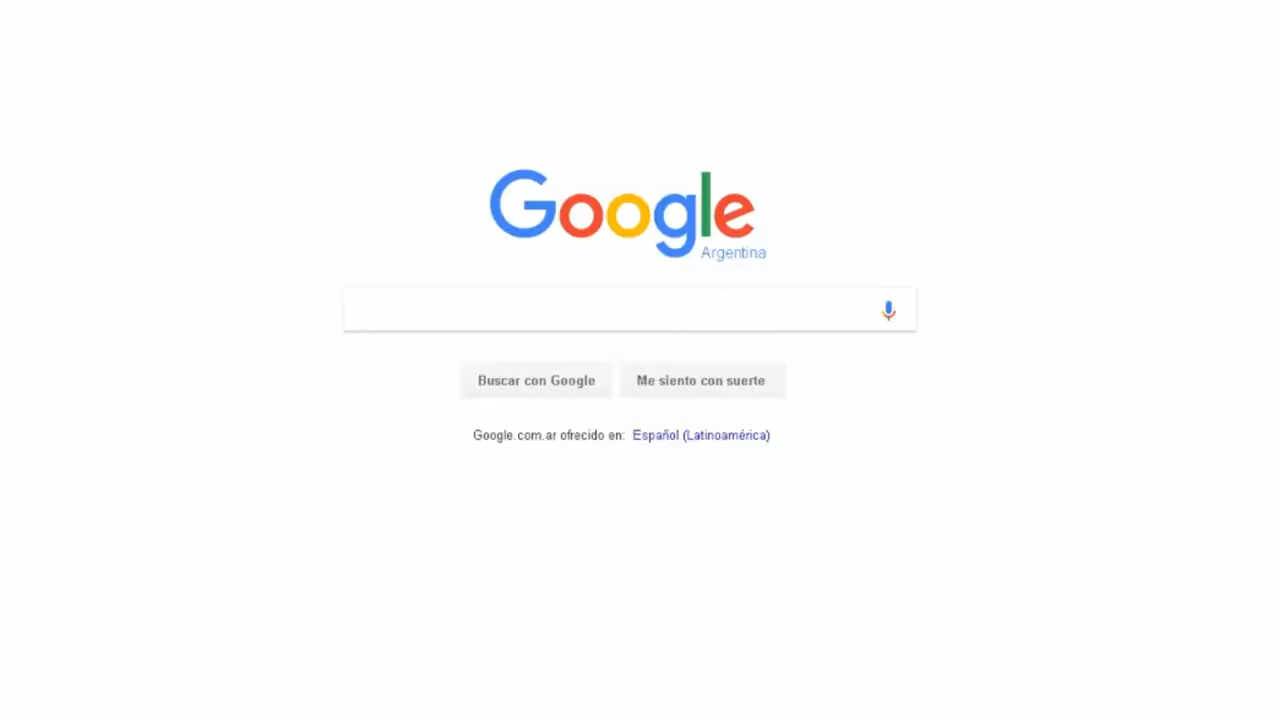 Google
Argentina
Buscar con Google Me siento con suerte
Google.com.ar ofrecido en: Español (Latinoamérica)